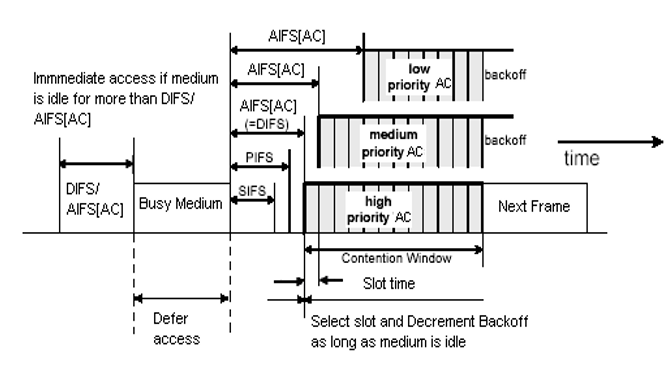 AIFS[AC]
AIFS[AC]
AIFS[AC]
(=DIFS)
PIFS
SIFS
Immmediate access if medium
is idle for more than DIFS/
AIFS[AC]
DIFS/
AIFS[AC]
Busy Medium
low
priority AC
backoff
medium
priority AC
backoff
high
priority AC
Next Frame
time
Contention Window
Slot time
Defer
access
Select slot and Decrement Backoff
as long as medium is idle